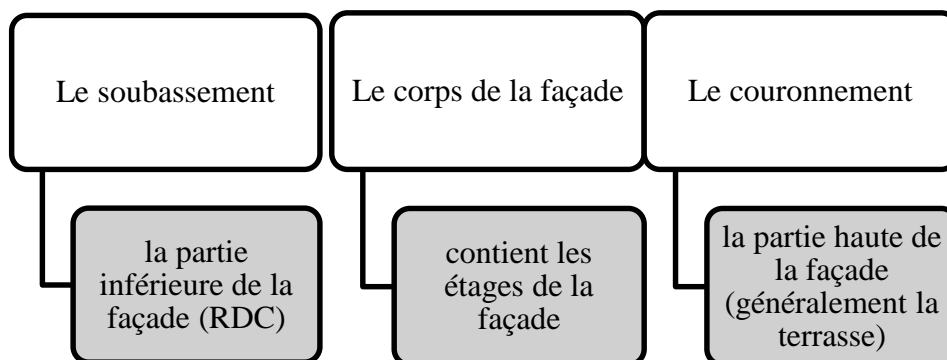 Le soubassement
la partie
inférieure de la
façade (RDC)
Le corps de la façade
contient les
étages de la
façade
Le couronnement
la partie haute de
la façade
(généralement la
terrasse)